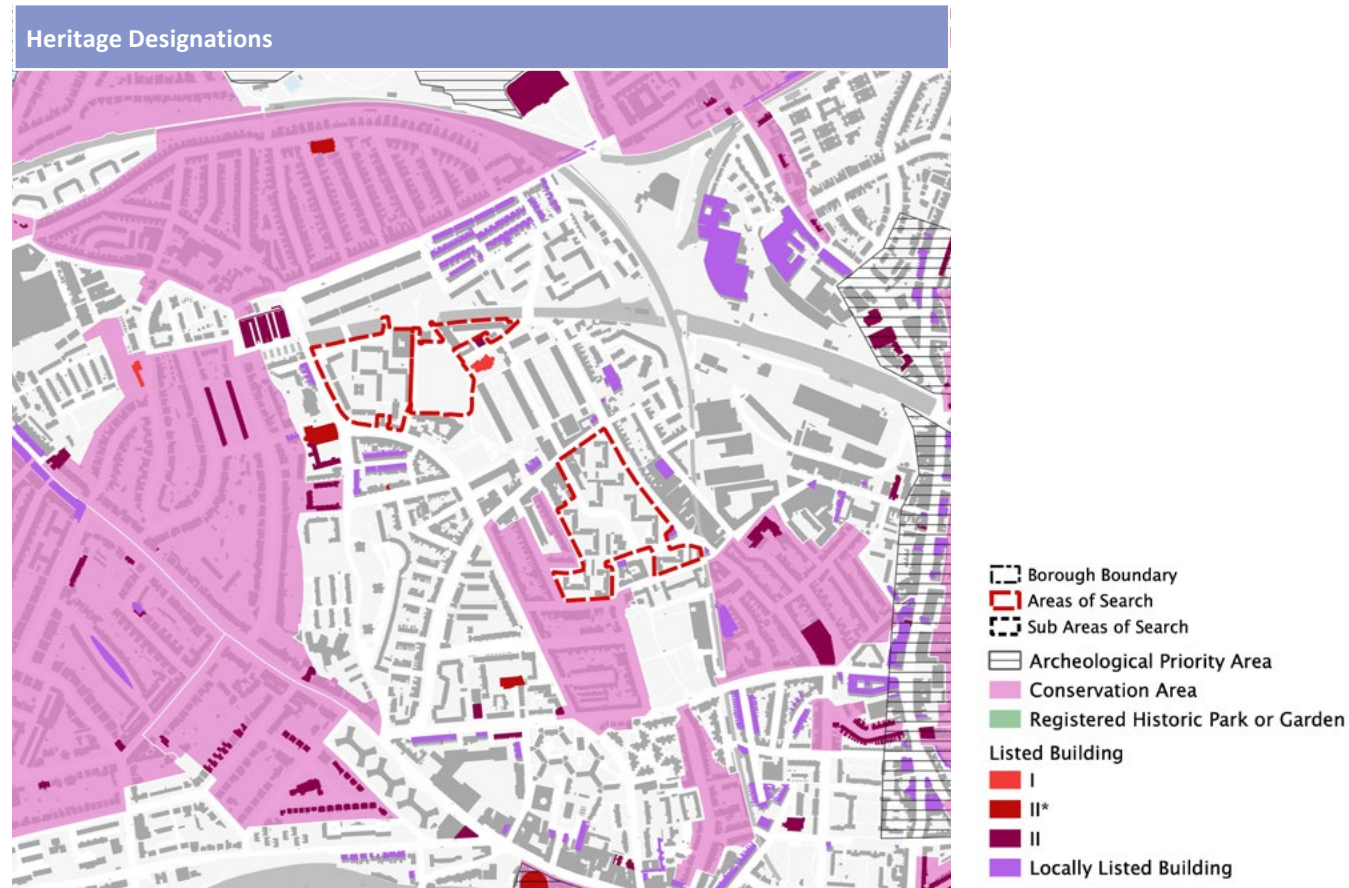 Heritage Designations
Borough Boundary
Areas of Search
Sub Areas of Search
Archeological Priority Area
Conservation Area
Registered Historic Park or Garden
Listed Building
I
II*
II
Locally Listed Building